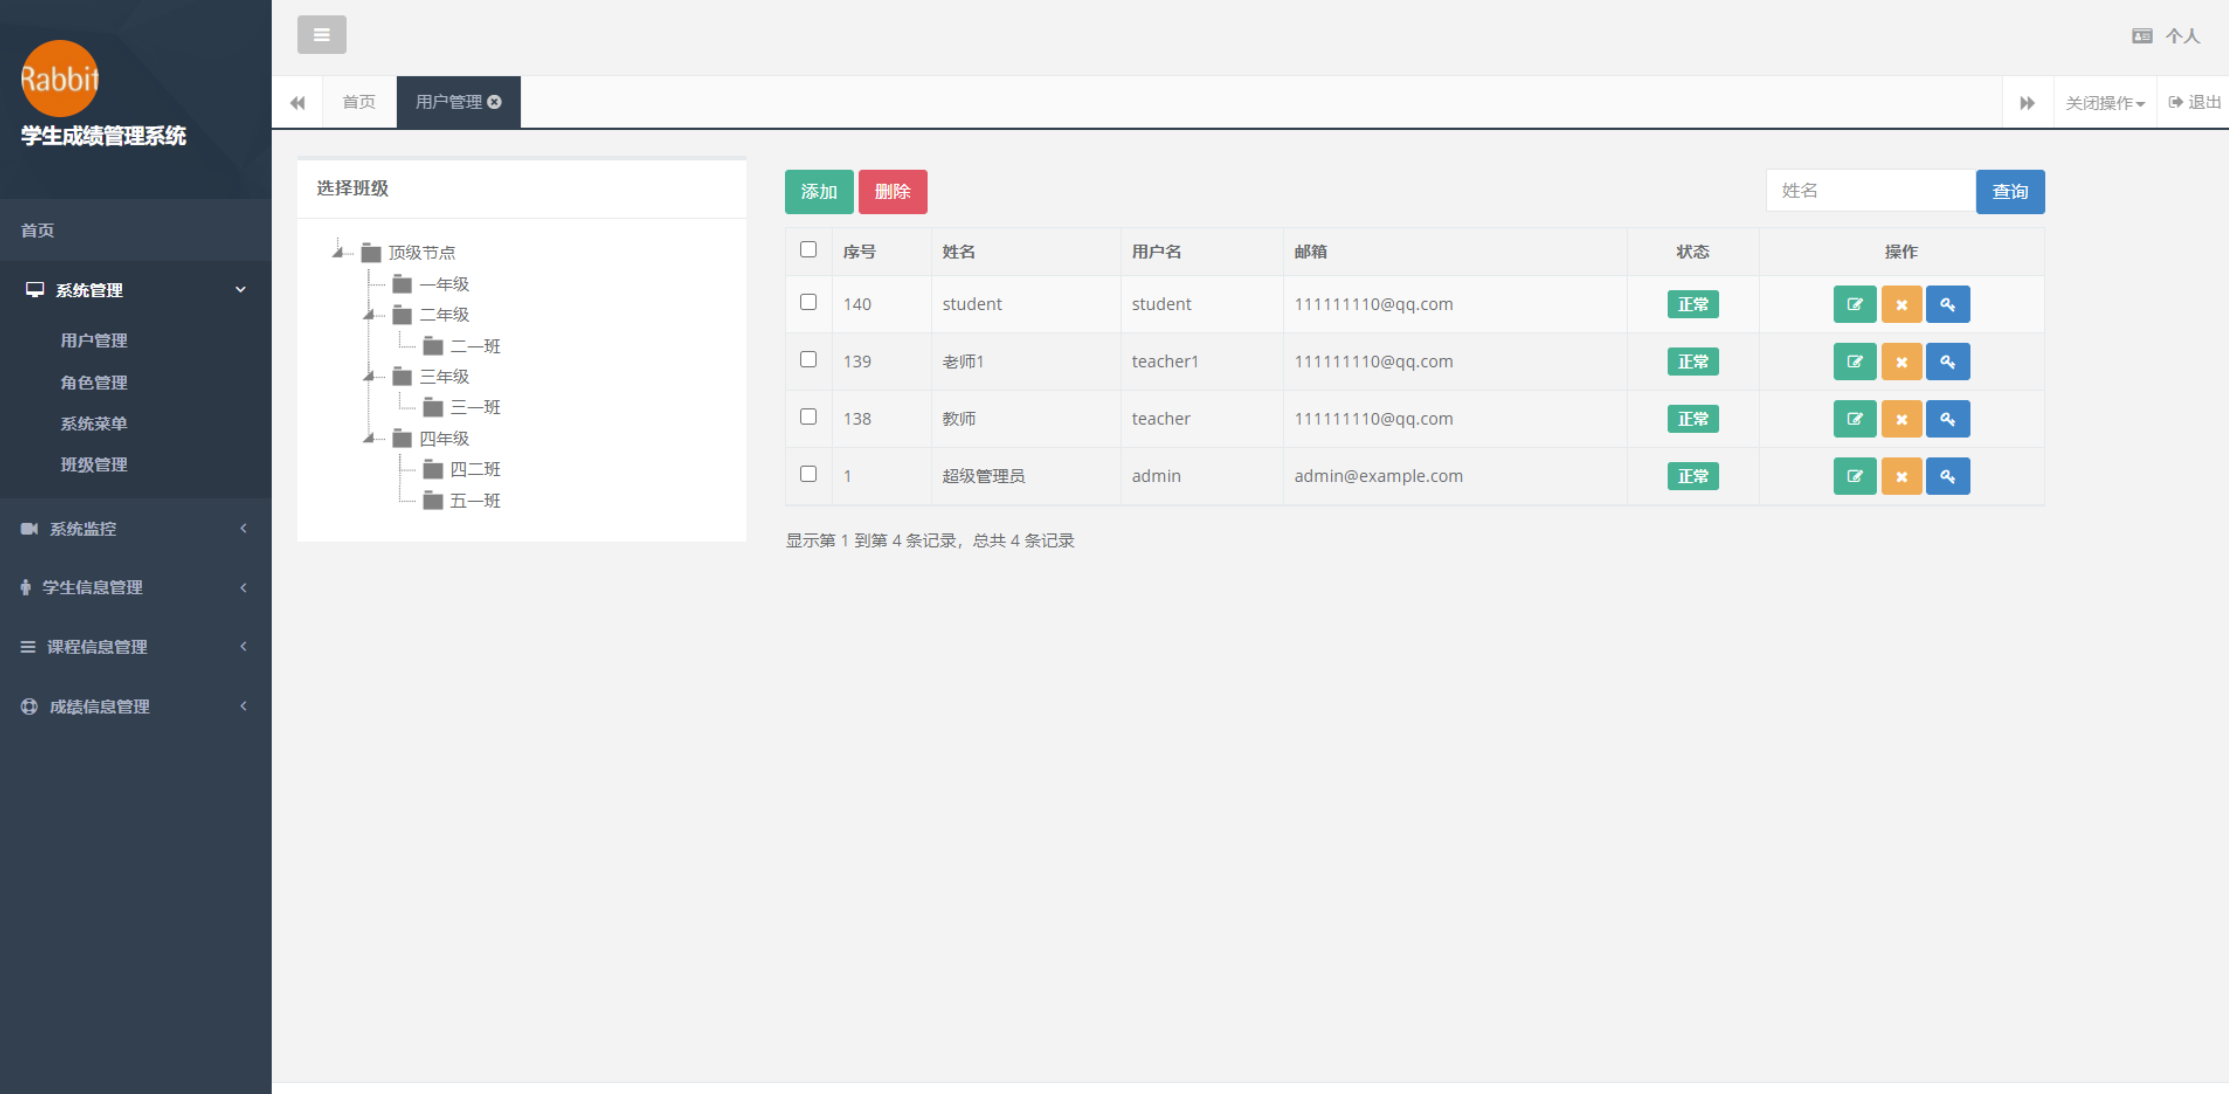 Rabbit
学生成绩管理系统
首页
系统管理
用户管理
角色管理
系统菜单
班级管理
系统监控
学生信息管理
课程信息管理
成绩信息管理
个人
首页
用户管理
关闭操作
退出
选择班级
顶级节点
一年级
二年级
二一班
三年级
三一班
四年级
四二班
五一班
添加 删除
姓名 查询
序号 姓名 用户名 邮箱 状态 操作
140 student student 111111110@qq.com 正常
139 老师1 teacher1 111111110@qq.com 正常
138 教师 teacher 111111110@qq.com 正常
1 超级管理员 admin admin@example.com 正常
显示第 1 到第 4 条记录，总共 4 条记录